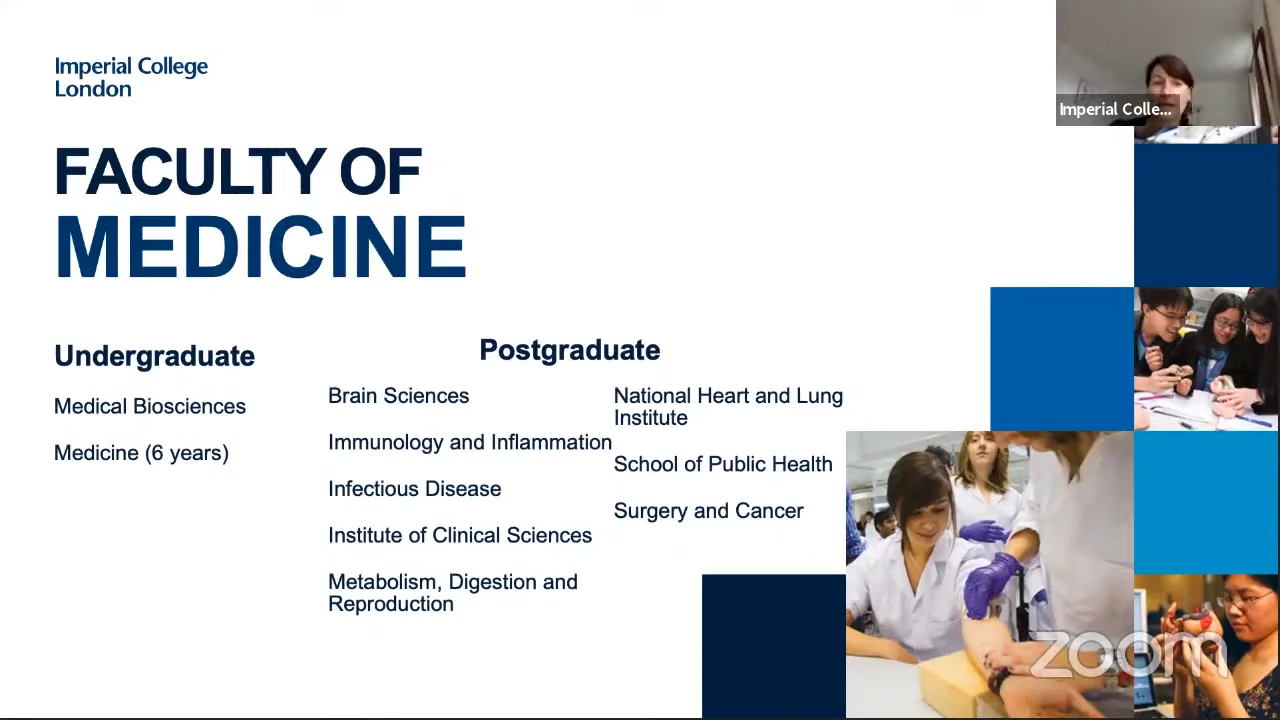 Imperial College
London
Imperial Colle...
FACULTY OF
MEDICINE
Undergraduate
Medical Biosciences
Medicine (6 years)
Postgraduate
Brain Sciences
Immunology and Inflammation
Infectious Disease
Institute of Clinical Sciences
Metabolism, Digestion and
Reproduction
National Heart and Lung
Institute
School of Public Health
Surgery and Cancer
zoom